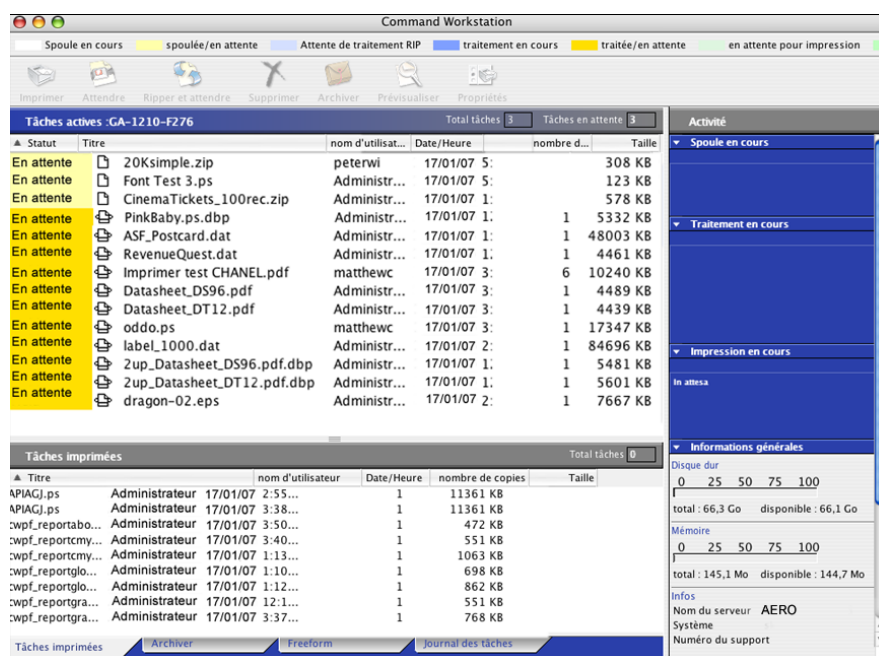 Command Workstation
Spoule en cours spoulée/en attente Attente de traitement RIP traitement en cours traitée/en attente en attente pour impression
Imprimer Attendre Ripper et attendre Supprimer Archiver Prévisualiser Propriétés
Tâches actives :GA-1210-F276 Total tâches 3 Tâches en attente 3
Statut Titre nom d'utilisat... Date/Heure nombre d... Taille
En attente 20Ksimple.zip peterwi 17/01/07 5: 308 KB
En attente Font Test 3.ps Administr... 17/01/07 5: 123 KB
En attente CinemaTickets_100rec.zip Administr... 17/01/07 1: 578 KB
En attente PinkBaby.ps.dbp Administr... 17/01/07 1: 1 5332 KB
En attente ASF_Postcard.dat Administr... 17/01/07 1: 1 48003 KB
En attente RevenueQuest.dat Administr... 17/01/07 1: 1 4461 KB
En attente Imprimer test CHANEL.pdf matthewc 17/01/07 3: 6 10240 KB
En attente Datasheet_DS96.pdf Administr... 17/01/07 3: 1 4489 KB
En attente Datasheet_DT12.pdf Administr... 17/01/07 3: 1 4439 KB
En attente oddo.ps matthewc 17/01/07 3: 1 17347 KB
En attente label_1000.dat Administr... 17/01/07 2: 1 84696 KB
En attente 2up_Datasheet_DS96.pdf.dbp Administr... 17/01/07 1: 1 5481 KB
En attente 2up_Datasheet_DT12.pdf.dbp Administr... 17/01/07 1: 1 5601 KB
En attente dragon-02.eps Administr... 17/01/07 2: 1 7667 KB
Tâches imprimées Total tâches 0
Titre nom d'utilisateur Date/Heure nombre de copies Taille
APIAGJ.ps Administrateur 17/01/07 2:55... 1 11361 KB
APIAGJ.ps Administrateur 17/01/07 3:38... 1 11361 KB
cwpf_reportabo... Administrateur 17/01/07 3:50... 1 472 KB
cwpf_reportcmy... Administrateur 17/01/07 3:40... 1 551 KB
cwpf_reportcmy... Administrateur 17/01/07 1:13... 1 1063 KB
cwpf_reportglo... Administrateur 17/01/07 1:10... 1 698 KB
cwpf_reportglo... Administrateur 17/01/07 1:12... 1 862 KB
cwpf_reportgra... Administrateur 17/01/07 12:1... 1 551 KB
cwpf_reportgra... Administrateur 17/01/07 3:37... 1 768 KB
Tâches imprimées Archiver Freeform Journal des tâches
Activité
Spoule en cours
Traitement en cours
Impression en cours
In attesa
Informations générales
Disque dur
0 25 50 75 100
total : 66,3 Go disponible : 66,1 Go
Mémoire
0 25 50 75 100
total : 145,1 Mo disponible : 144,7 Mo
Infos
Nom du serveur AERO
Système
Numéro du support